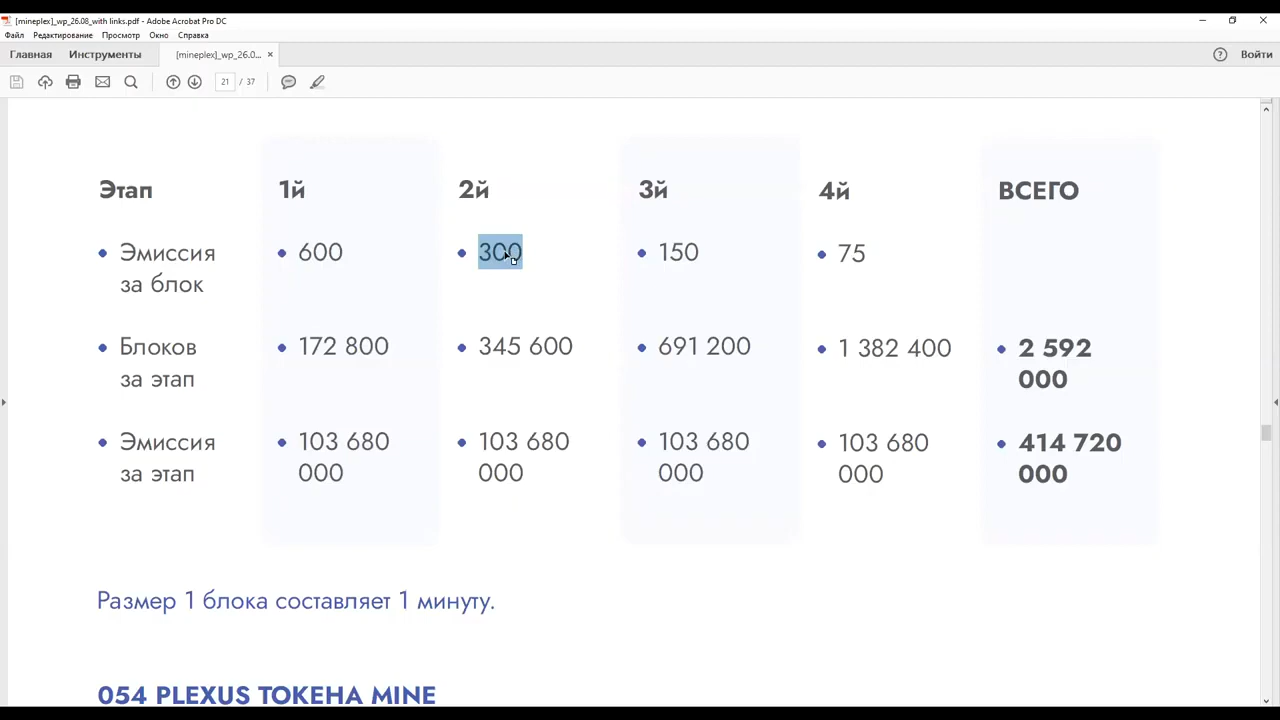 [mineplex]_wp_26.08_with links.pdf - Adobe Acrobat Pro DC
Файл Редактирование Просмотр Окно Справка
Главная Инструменты [mineplex]_wp_26.0... × ? Войти
21 / 37
Этап 1й 2й 3й 4й ВСЕГО
• Эмиссия • 600 • 300 • 150 • 75
за блок
• Блоков • 172 800 • 345 600 • 691 200 • 1 382 400 • 2 592
за этап 000
• Эмиссия • 103 680 • 103 680 • 103 680 • 103 680 • 414 720
за этап 000 000 000 000 000
Размер 1 блока составляет 1 минуту.
054 PLEXUS ТОКЕНА MINE